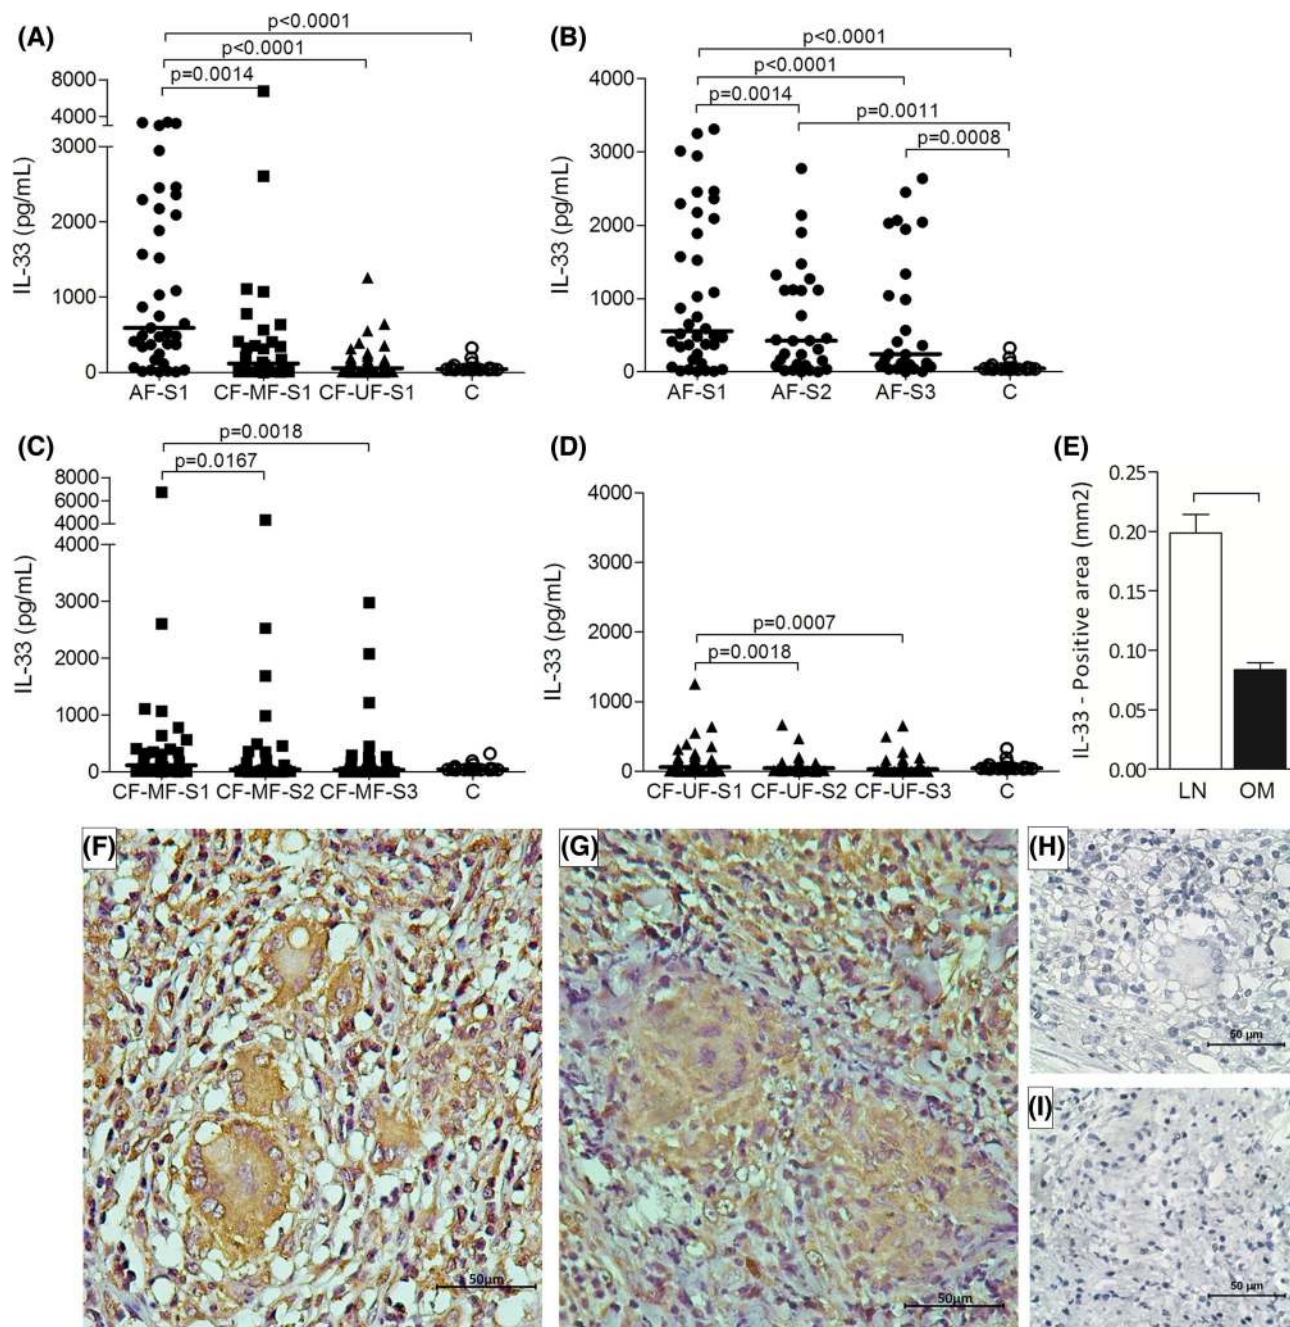 (A)
p<0.0001
p<0.0001
p=0.0014
IL-33 (pg/mL)
8000
6000
4000
3000
2000
1000
0
AF-S1 CF-MF-S1 CF-UF-S1 C
(B)
p<0.0001
p<0.0001
p=0.0014
p=0.0011
p=0.0008
IL-33 (pg/mL)
4000
3000
2000
1000
0
AF-S1 AF-S2 AF-S3 C
(C)
p=0.0018
p=0.0167
IL-33 (pg/mL)
8000
6000
4000
4000
3000
2000
1000
0
CF-MF-S1 CF-MF-S2 CF-MF-S3 C
(D)
p=0.0007
p=0.0018
IL-33 (pg/mL)
4000
3000
2000
1000
0
CF-UF-S1 CF-UF-S2 CF-UF-S3 C
(E)
IL-33 - Positive area (mm2)
0.25
0.20
0.15
0.10
0.05
0.00
LN OM
(F)
50µm
(G)
50µm
(H)
50 µm
(I)
50 µm